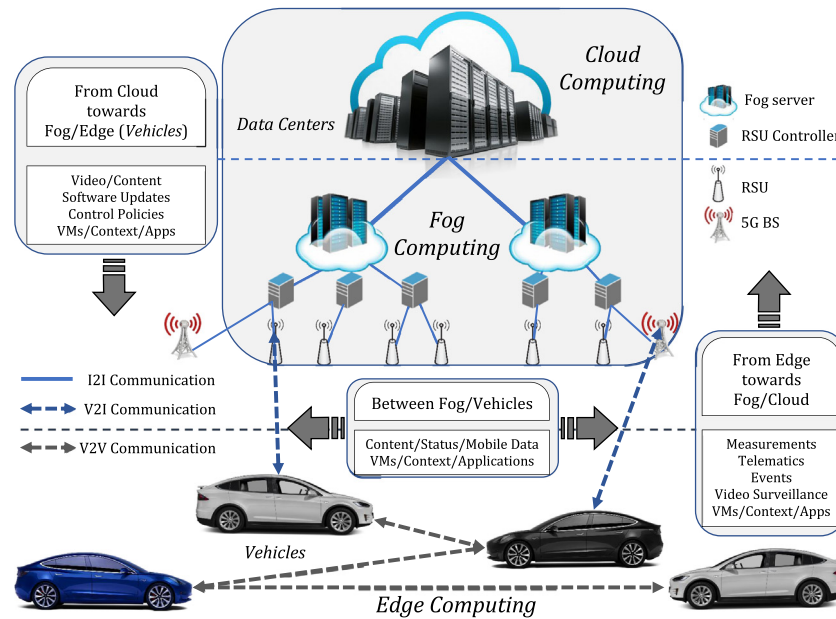 From Cloud
towards
Fog/Edge (Vehicles)
Video/Content
Software Updates
Control Policies
VMs/Context/Apps
Cloud
Computing
Data Centers
Fog
Computing
Fog server
RSU Controller
RSU
5G BS
I2I Communication
V2I Communication
V2V Communication
Between Fog/Vehicles
Content/Status/Mobile Data
VMs/Context/Applications
From Edge
towards
Fog/Cloud
Measurements
Telematics
Events
Video Surveillance
VMs/Context/Apps
Vehicles
Edge Computing